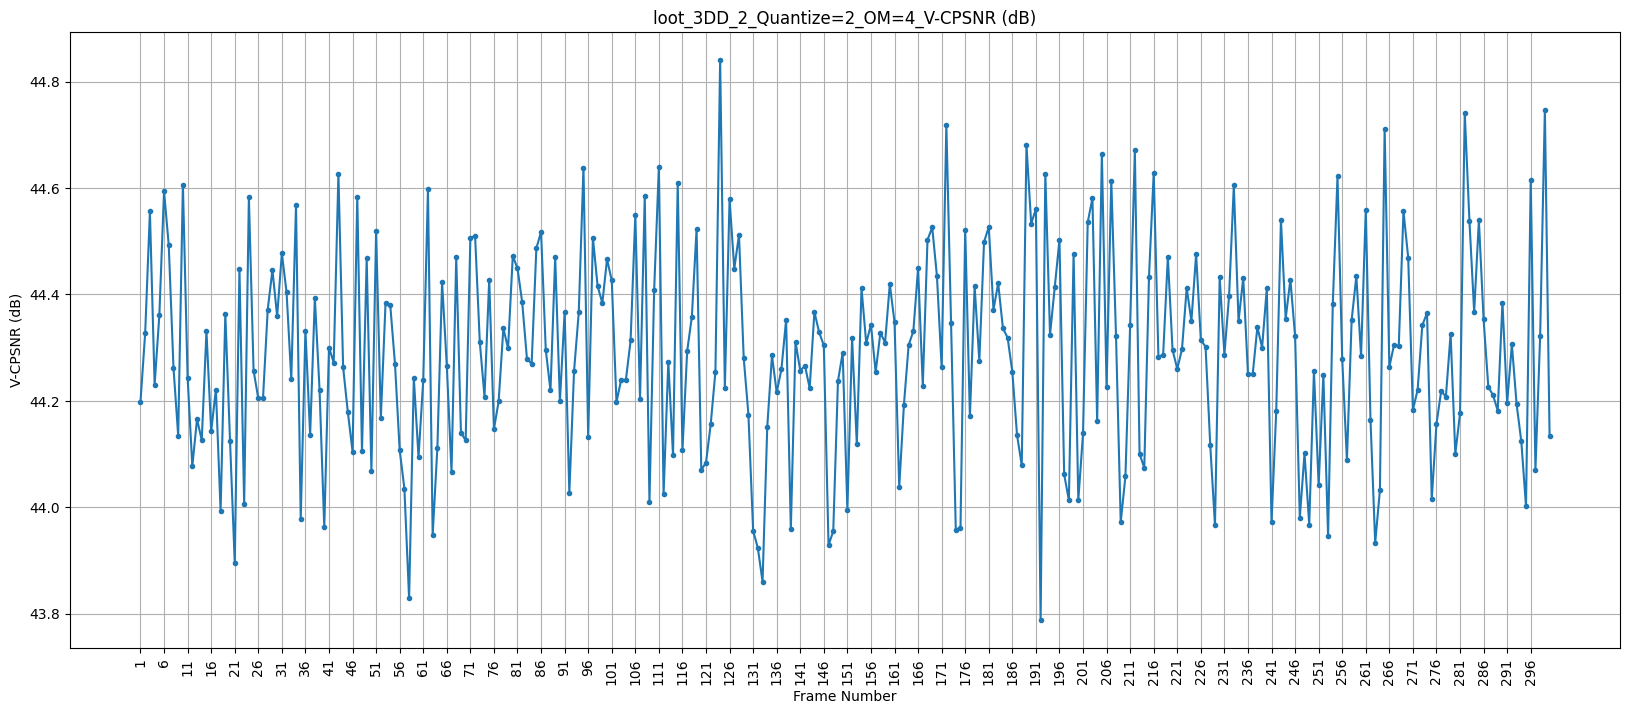 loot_3DD_2_Quantize=2_OM=4_V-CPSNR (dB)
V-CPSNR (dB)
44.8
44.6
44.4
44.2
44.0
43.8
1 6 11 16 21 26 31 36 41 46 51 56 61 66 71 76 81 86 91 96 101 106 111 116 121 126 131 136 141 146 151 156 161 166 171 176 181 186 191 196 201 206 211 216 221 226 231 236 241 246 251 256 261 266 271 276 281 286 291 296
Frame Number